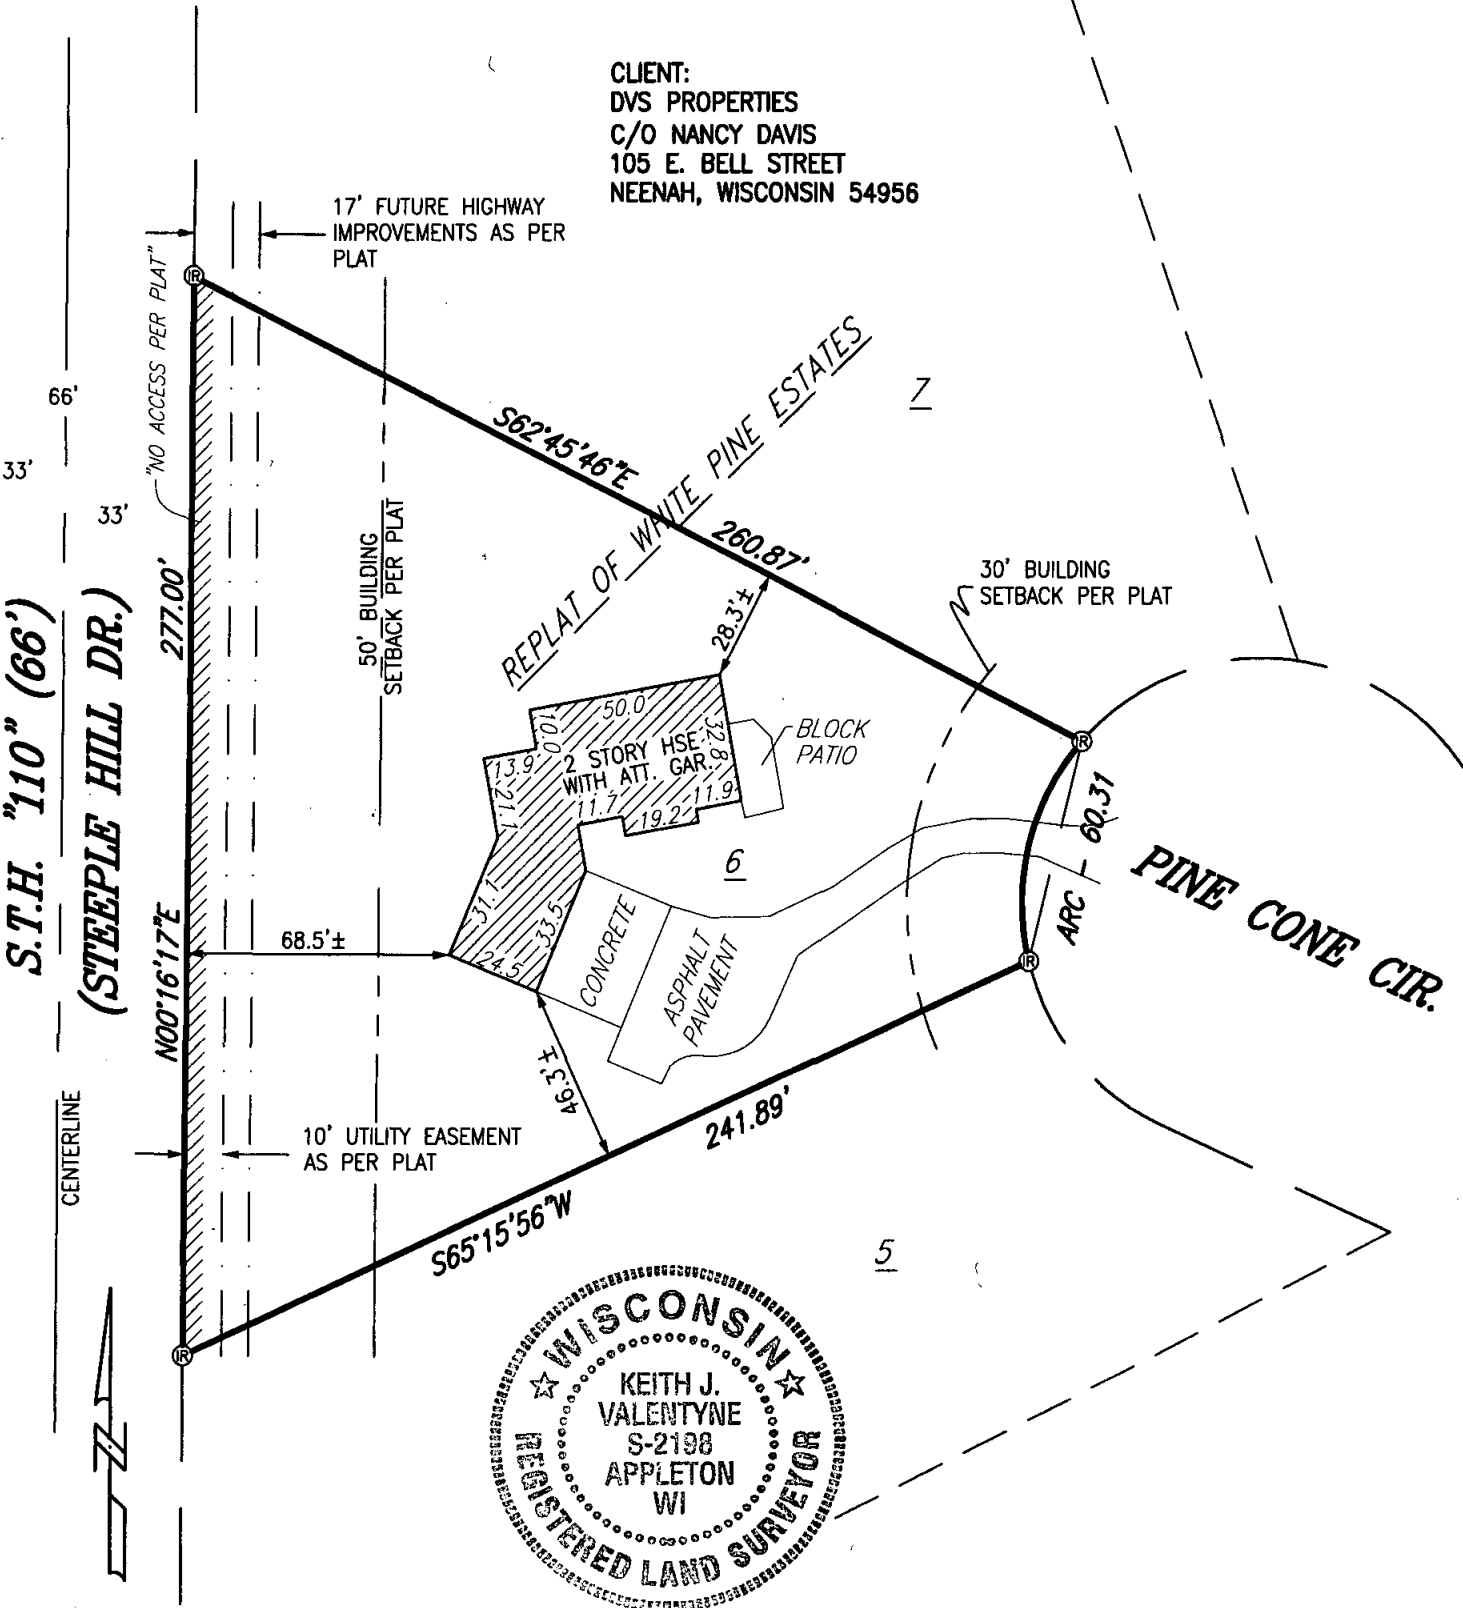 CLIENT:
DVS PROPERTIES
C/O NANCY DAVIS
105 E. BELL STREET
NEENAH, WISCONSIN 54956
17' FUTURE HIGHWAY
IMPROVEMENTS AS PER
PLAT
IR
"NO ACCESS PER PLAT"
66'
33'
33'
S62°45'46"E
260.87'
REPLAT OF WHITE PINE ESTATES
7
50' BUILDING
SETBACK PER PLAT
277.00'
N00°16'17"E
S.T.H. "110" (66')
(STEEPLE HILL DR.)
30' BUILDING
SETBACK PER PLAT
28.3'±
50.0
10.0
32.8
2 STORY HSE
WITH ATT. GAR.
13.9
21.1
11.7
19.2
11.9
BLOCK
PATIO
IR
6
ARC - 60.31
PINE CONE CIR.
31.1
33.5
24.5
68.5'±
CONCRETE
ASPHALT
PAVEMENT
IR
46.3'±
241.89'
S65°15'56"W
CENTERLINE
10' UTILITY EASEMENT
AS PER PLAT
5
IR
N
WISCONSIN
KEITH J.
VALENTYNE
S-2198
APPLETON
WI
REGISTERED LAND SURVEYOR